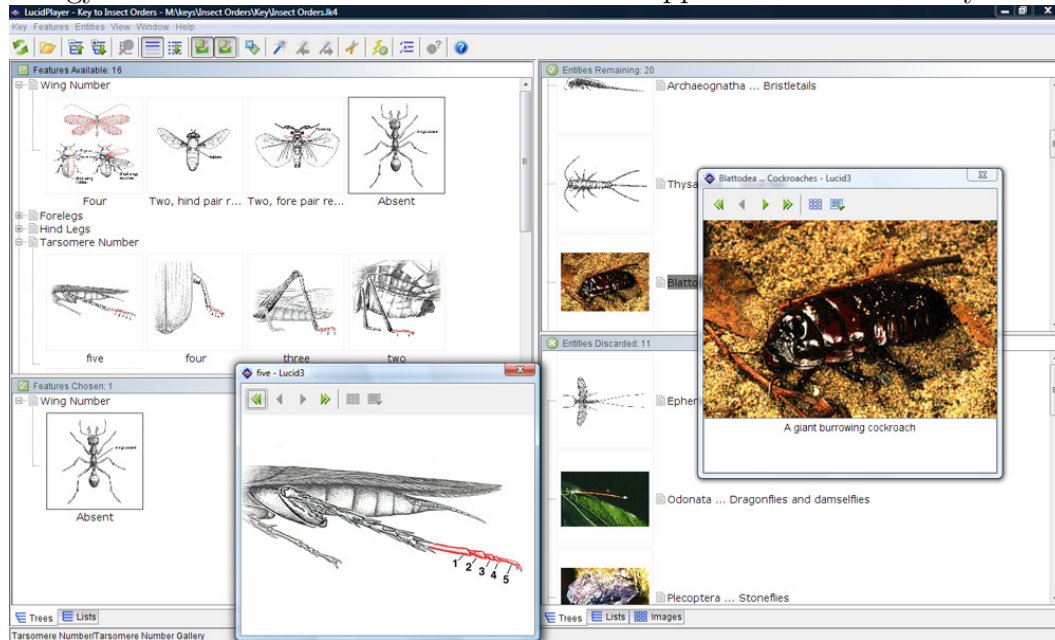 LucidPlayer - Key to Insect Orders - M:\keys\Insect Orders\Key\Insect Orders.lk4
Key Features Entities View Window Help
Features Available: 16
Wing Number
Four
Two, hind pair r...
Two, fore pair re...
Absent
Forelegs
Hind Legs
Tarsomere Number
five
four
three
two
Features Chosen: 1
Wing Number
Absent
five - Lucid3
1 2 3 4 5
Entities Remaining: 20
Archaeognatha ... Bristletails
Thysa
Blatto
Blattodea ... Cockroaches - Lucid3
A giant burrowing cockroach
Entities Discarded: 11
Ephem
Odonata ... Dragonflies and damselflies
Plecoptera ... Stoneflies
Trees Lists
Trees Lists Images
Tarsomere Number/Tarsomere Number Gallery